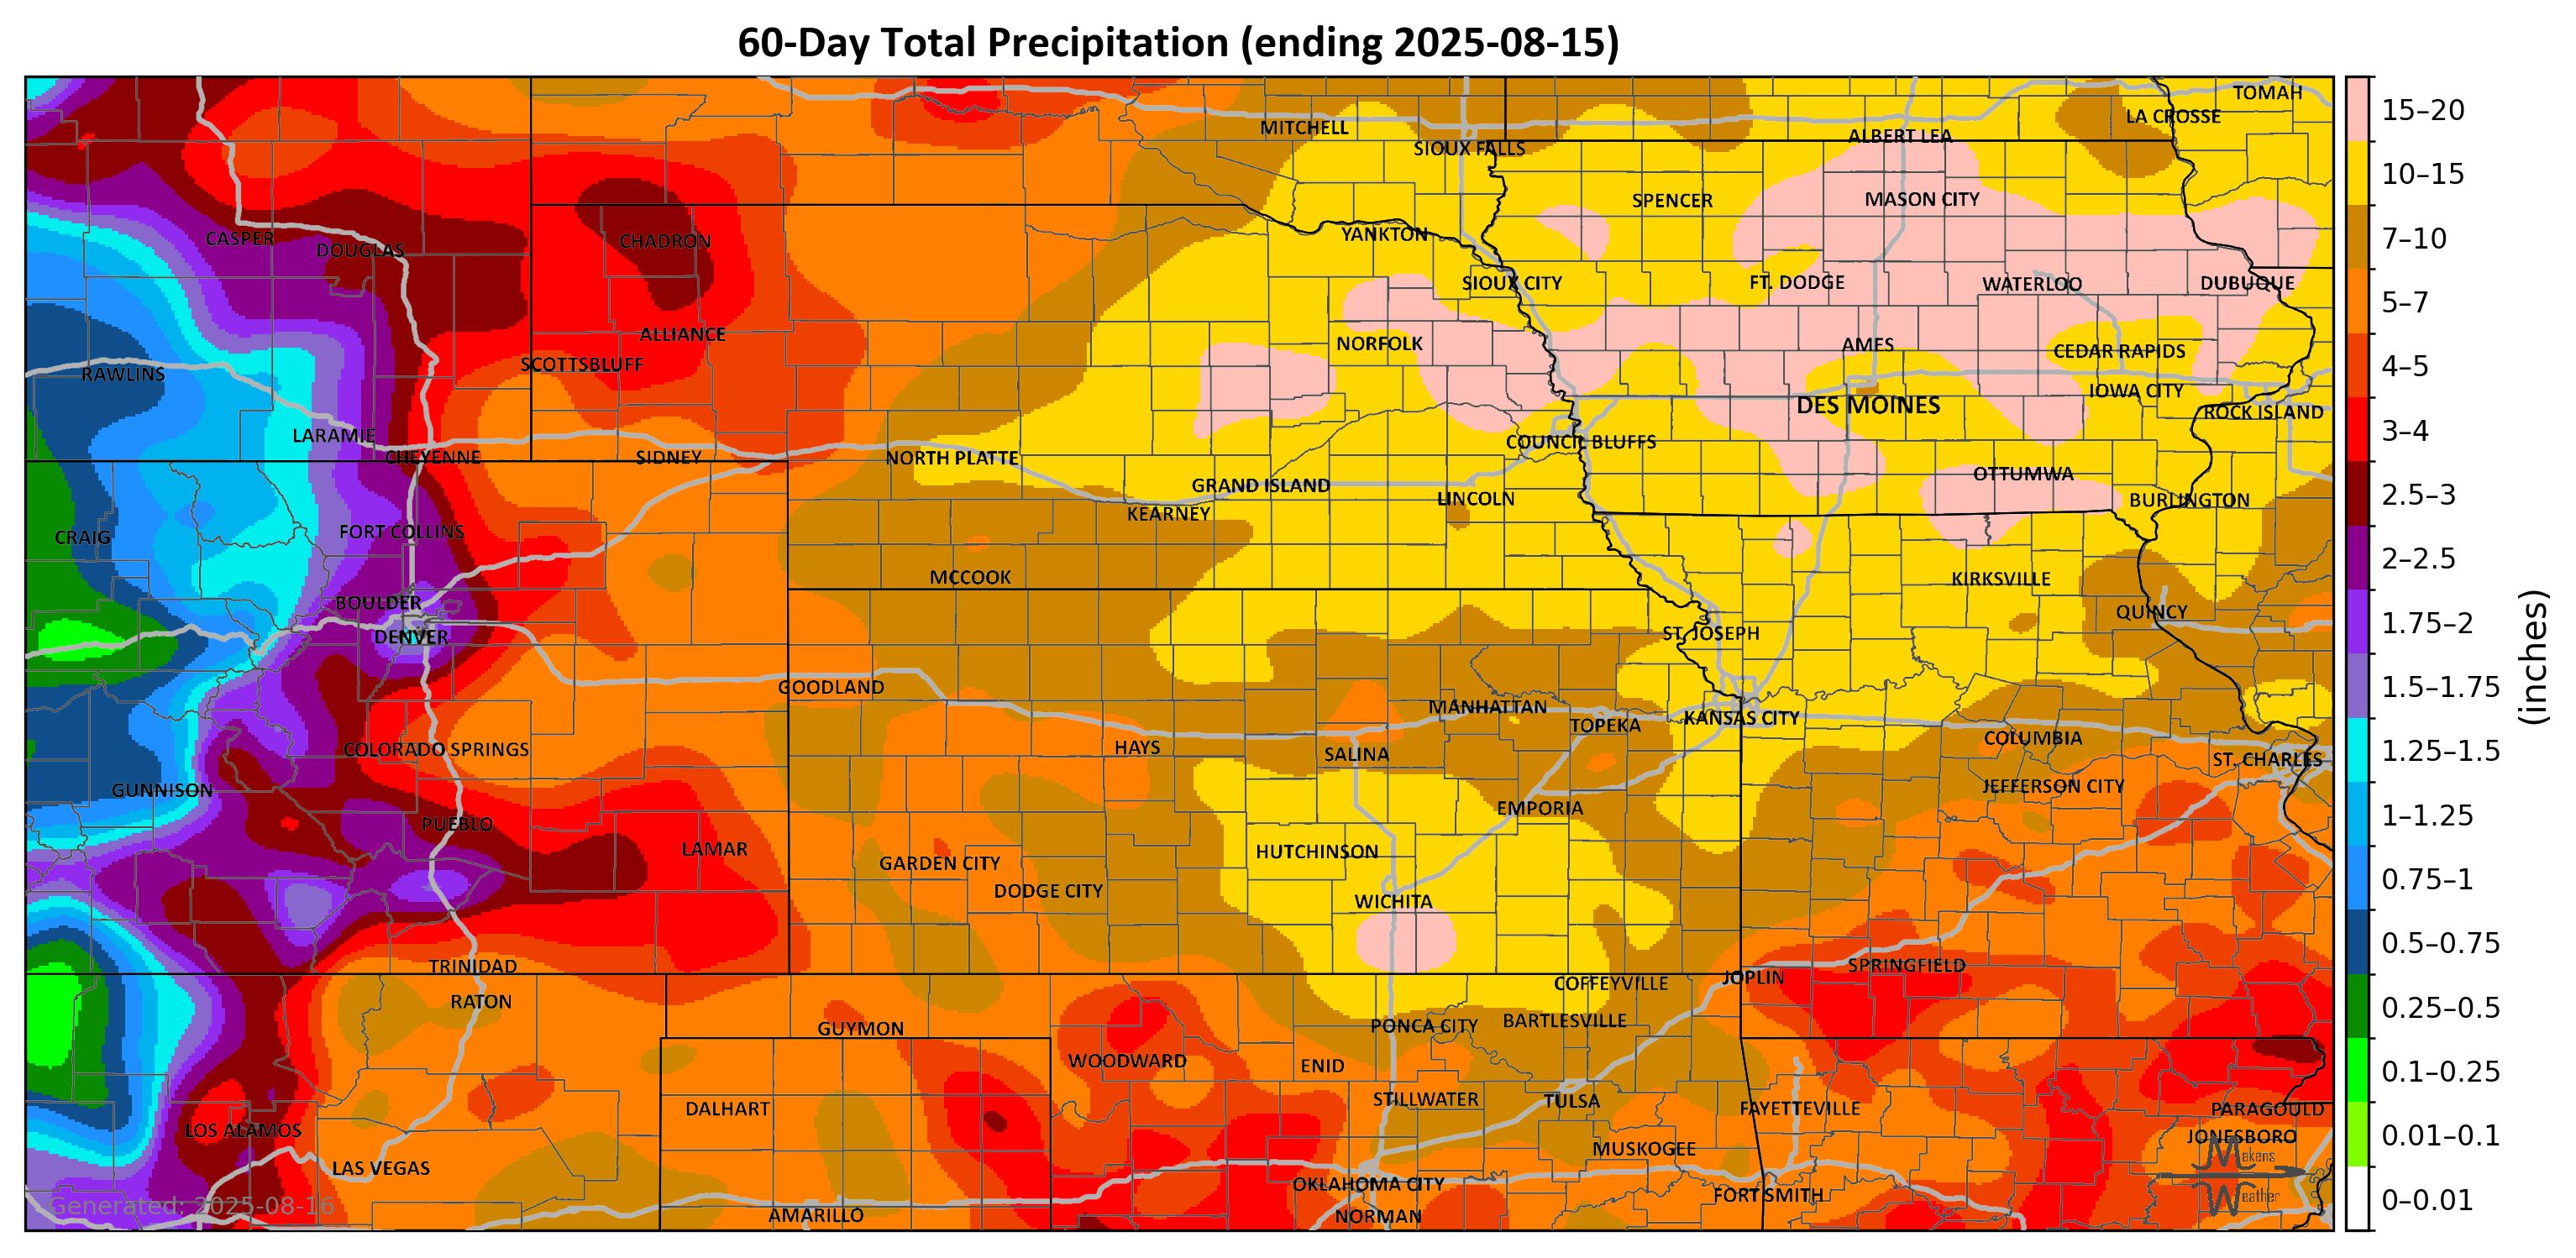 60-Day Total Precipitation (ending 2025-08-15)
TOMAH
LA CROSSE
MITCHELL
ALBERT LEA
SIOUX FALLS
SPENCER
MASON CITY
YANKTON
CASPER
CHADRON
DOUGLAS
SIOUX CITY
FT. DODGE
WATERLOO
DUBUQUE
ALLIANCE
NORFOLK
AMES
CEDAR RAPIDS
SCOTTSBLUFF
RAWLINS
IOWA CITY
DES MOINES
ROCK ISLAND
LARAMIE
COUNCIL BLUFFS
CHEYENNE
SIDNEY
NORTH PLATTE
OTTUMWA
GRAND ISLAND
LINCOLN
BURLINGTON
KEARNEY
FORT COLLINS
CRAIG
MCCOOK
KIRKSVILLE
BOULDER
QUINCY
DENVER
ST. JOSEPH
GOODLAND
MANHATTAN
KANSAS CITY
TOPEKA
COLUMBIA
COLORADO SPRINGS
HAYS
SALINA
ST. CHARLES
GUNNISON
JEFFERSON CITY
EMPORIA
PUEBLO
LAMAR
HUTCHINSON
GARDEN CITY
DODGE CITY
WICHITA
TRINIDAD
SPRINGFIELD
JOPLIN
COFFEYVILLE
RATON
BARTLESVILLE
PONCA CITY
GUYMON
WOODWARD
ENID
STILLWATER
TULSA
DALHART
FAYETTEVILLE
PARAGOULD
LOS ALAMOS
JONESBORO
MUSKOGEE
LAS VEGAS
OKLAHOMA CITY
FORT SMITH
AMARILLO
NORMAN
Makens
Weather
Generated: 2025-08-16
15–20
10–15
7–10
5–7
4–5
3–4
2.5–3
2–2.5
1.75–2
1.5–1.75
1.25–1.5
1–1.25
0.75–1
0.5–0.75
0.25–0.5
0.1–0.25
0.01–0.1
0–0.01
(inches)